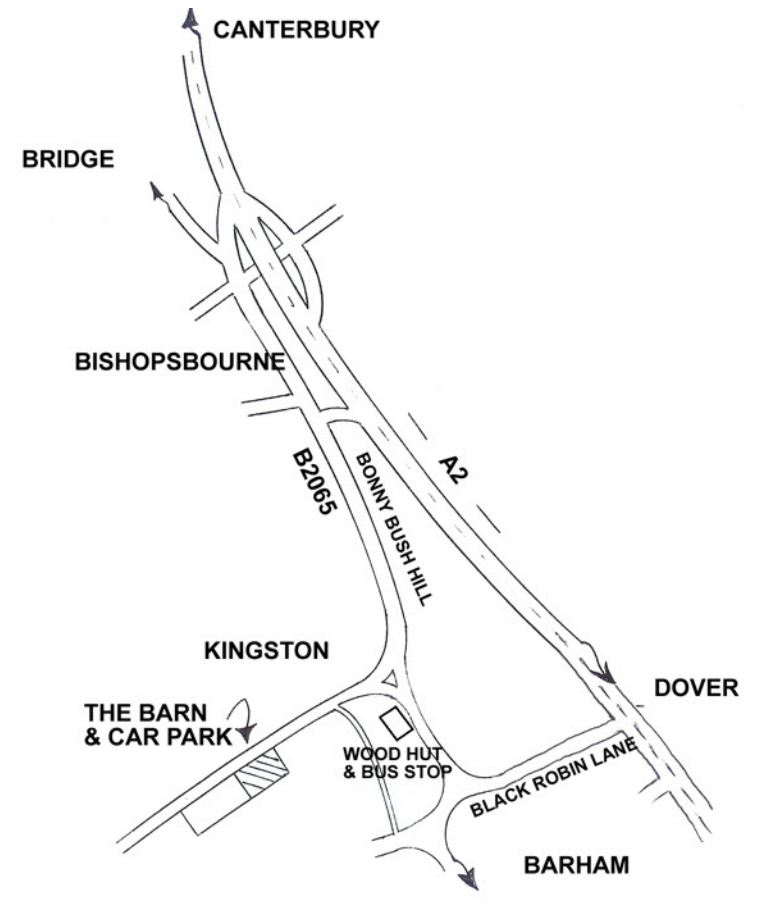 CANTERBURY
BRIDGE
BISHOPSBOURNE
B2065
BONNY BUSH HILL
A2
KINGSTON
DOVER
THE BARN
& CAR PARK
WOOD HUT
& BUS STOP
BLACK ROBIN LANE
BARHAM